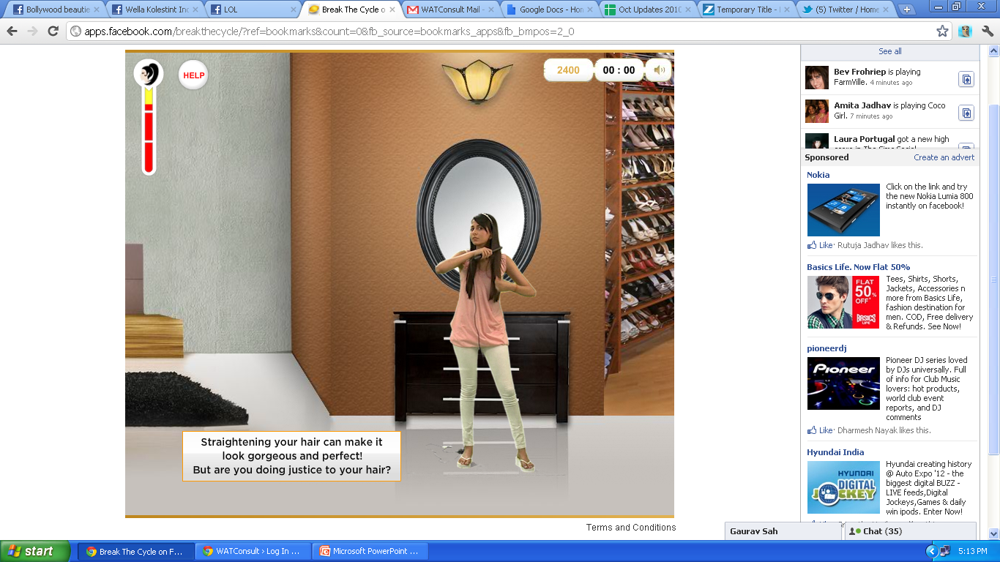 Bollywood beautie
Wella Kolestint Inc
LOL
Break The Cycle o
WATConsult Mail -
Google Docs - Hor
Oct Updates 2010
Temporary Title -
(5) Twitter / Home
apps.facebook.com/breakthecycle/?ref=bookmarks&count=0&fb_source=bookmarks_apps&fb_bmpos=2_0
HELP
2400
00 : 00
Straightening your hair can make it
look gorgeous and perfect!
But are you doing justice to your hair?
Terms and Conditions
See all
Bev Frohriep is playing
FarmVille. 4 minutes ago
Amita Jadhav is playing Coco
Girl. 7 minutes ago
Laura Portugal got a new high
score in The Sims Social.
Sponsored
Create an advert
Nokia
Click on the link and try
the new Nokia Lumia 800
instantly on facebook!
Like · Rutuja Jadhav likes this.
Basics Life. Now Flat 50%
FLAT
50%
OFF*
BASICS
LIFE
Tees, Shirts, Shorts,
Jackets, Accessories n
more from Basics Life,
fashion destination for
men. COD, Free delivery
& Refunds. See Now!
pioneerdj
Pioneer
Pioneer DJ series loved
by DJs universally. Full
of info for Club Music
lovers: hot products,
world club event
reports, and DJ
comments
Like · Dharmesh Nayak likes this.
Hyundai India
HYUNDAI
DIGITAL
JOCKEY
Hyundai creating history
@ Auto Expo '12 - the
biggest digital BUZZ -
LIVE feeds,Digital
Jockeys,Games & daily
win ipods. Enter Now!
Gaurav Sah
Chat (35)
start
Break The Cycle on F...
WATConsult › Log In ...
Microsoft PowerPoint ...
5:13 PM